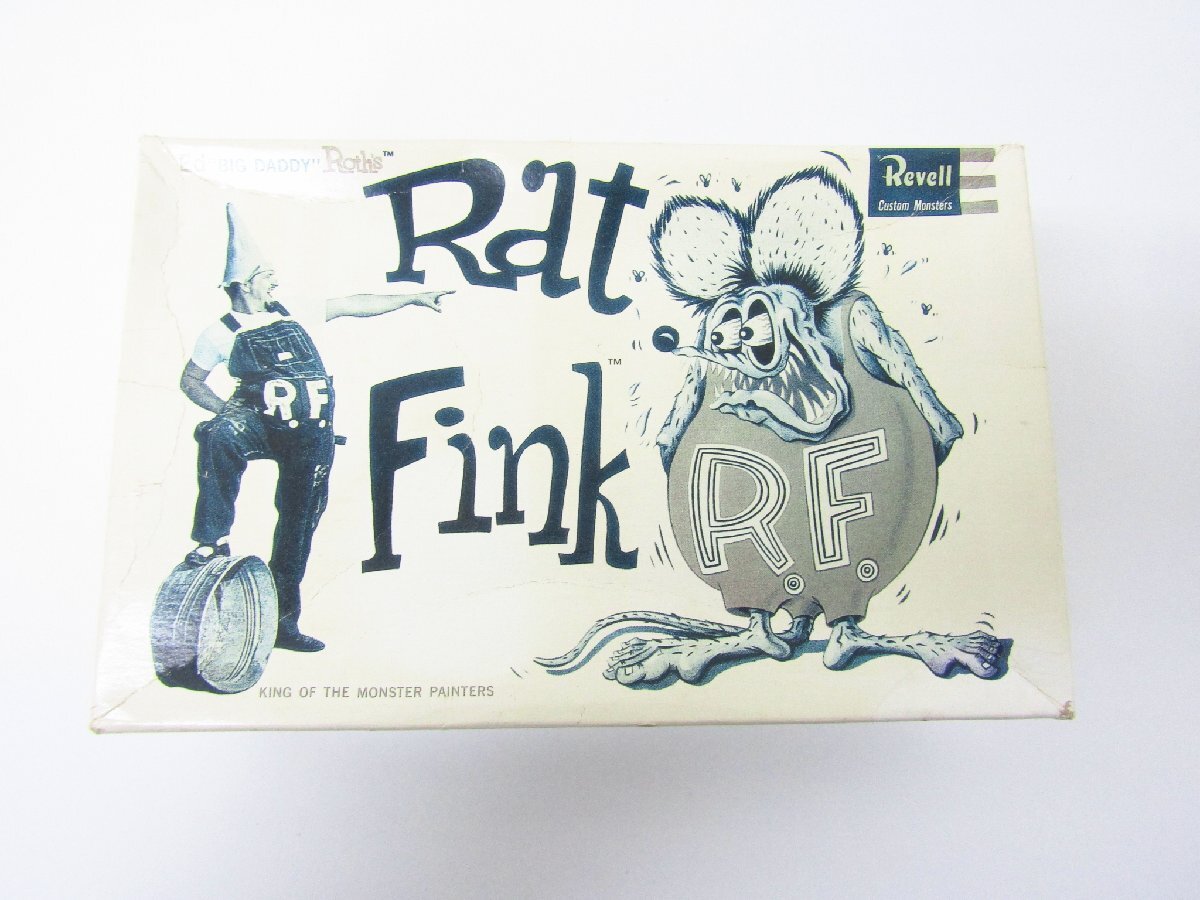 Ed "BIG DADDY" Roth's™
Rat
Fink™
Revell
Custom Monsters
R.F.
R.F.
KING OF THE MONSTER PAINTERS